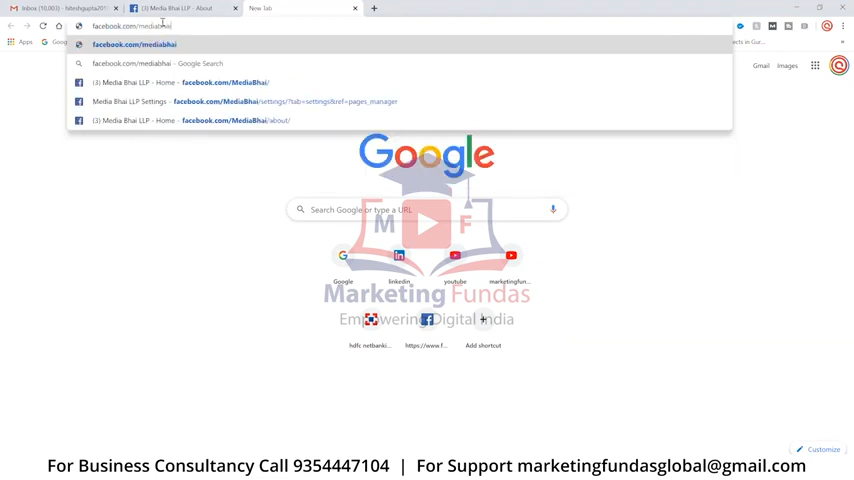 Inbox (10,003) - hiteshgupta201
(3) Media Bhai LLP - About
New Tab
facebook.com/mediabhai
Apps
facebook.com/mediabhai
facebook.com/mediabhai - Google Search
(3) Media Bhai LLP - Home - facebook.com/MediaBhai/
Media Bhai LLP Settings - facebook.com/MediaBhai/settings/?tab=settings&ref=pages_manager
(3) Media Bhai LLP - Home - facebook.com/MediaBhai/about/
Gmail Images
Google
Search Google or type a URL
M F
Google linkedin youtube marketingfun...
Marketing Fundas
Empowering Digital India
hdfc netbanki... https://www.f... Add shortcut
Customize
For Business Consultancy Call 9354447104 | For Support marketingfundasglobal@gmail.com